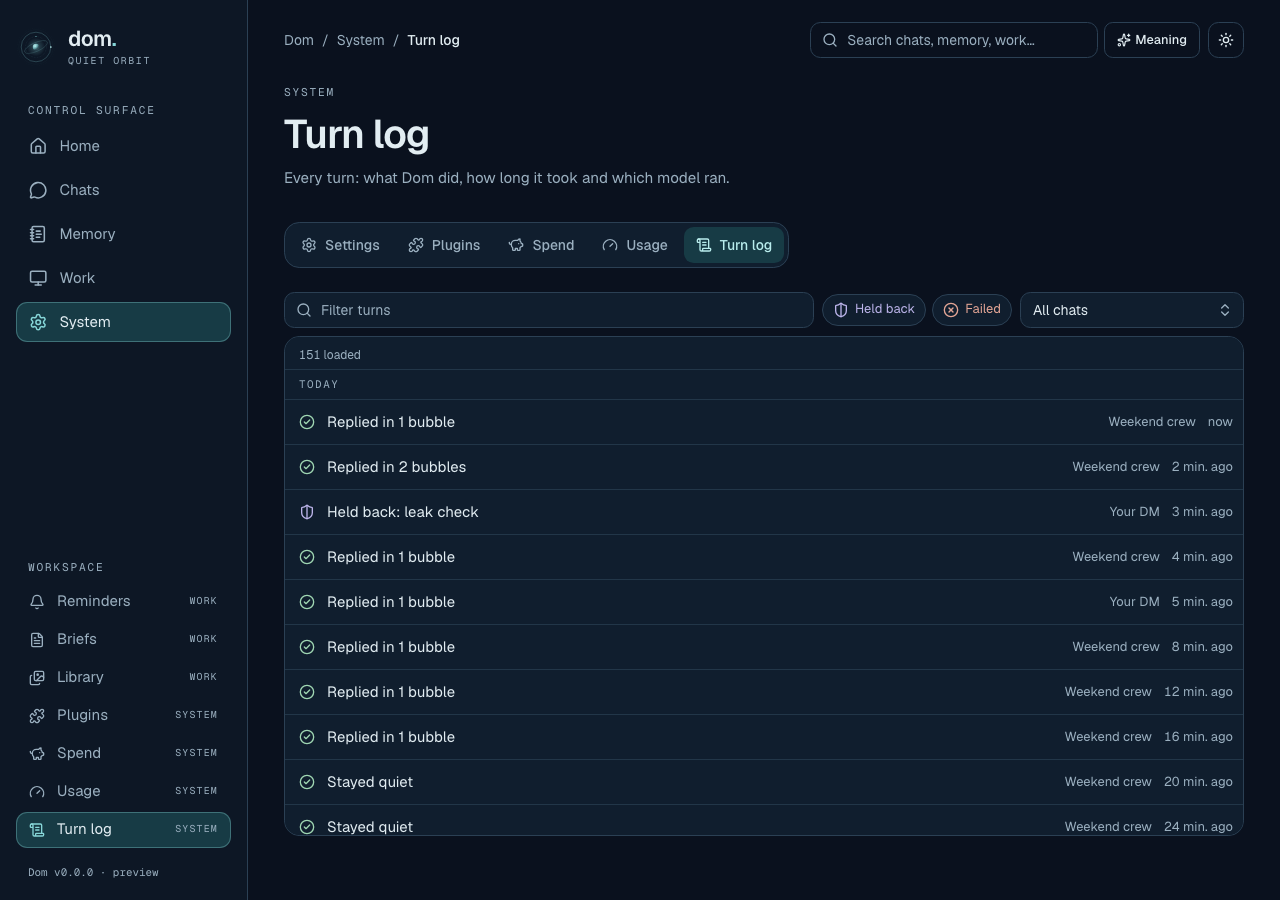 dom.
QUIET ORBIT
CONTROL SURFACE
Home
Chats
Memory
Work
System
WORKSPACE
Reminders WORK
Briefs WORK
Library WORK
Plugins SYSTEM
Spend SYSTEM
Usage SYSTEM
Turn log SYSTEM
Dom v0.0.0 · preview
Dom / System / Turn log
Search chats, memory, work…
Meaning
SYSTEM
Turn log
Every turn: what Dom did, how long it took and which model ran.
Settings Plugins Spend Usage Turn log
Filter turns
Held back
Failed
All chats
151 loaded
TODAY
Replied in 1 bubble Weekend crew now
Replied in 2 bubbles Weekend crew 2 min. ago
Held back: leak check Your DM 3 min. ago
Replied in 1 bubble Weekend crew 4 min. ago
Replied in 1 bubble Your DM 5 min. ago
Replied in 1 bubble Weekend crew 8 min. ago
Replied in 1 bubble Weekend crew 12 min. ago
Replied in 1 bubble Weekend crew 16 min. ago
Stayed quiet Weekend crew 20 min. ago
Stayed quiet Weekend crew 24 min. ago